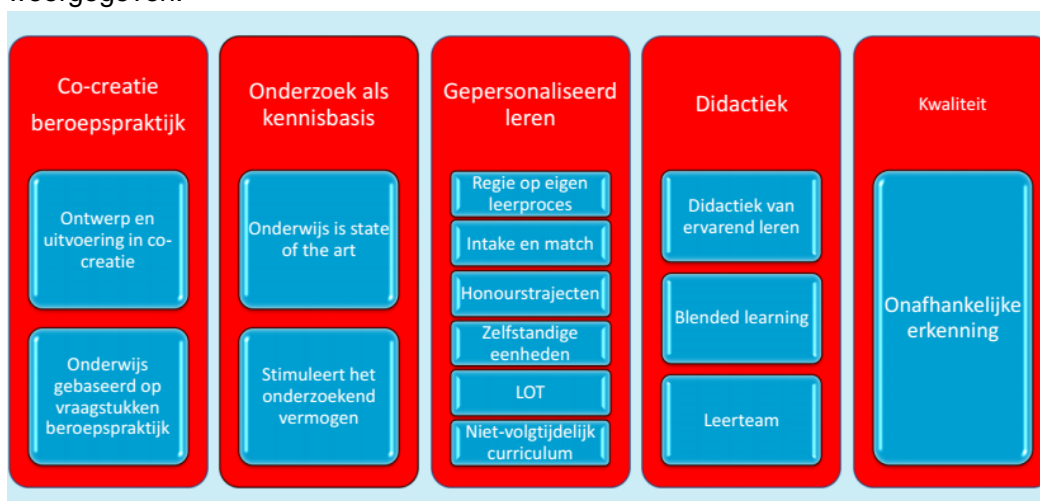 Co-creatie
beroepspraktijk
Ontwerp en
uitvoering in co-
creatie
Onderwijs
gebaseerd op
vraagstukken
beroepspraktijk
Onderzoek als
kennisbasis
Onderwijs is state
of the art
Stimuleert het
onderzoekend
vermogen
Gepersonaliseerd
leren
Regie op eigen
leerproces
Intake en match
Honourstrajecten
Zelfstandige
eenheden
LOT
Niet-volgtijdelijk
curriculum
Didactiek
Didactiek van
ervarend leren
Blended learning
Leerteam
Kwaliteit
Onafhankelijke
erkenning